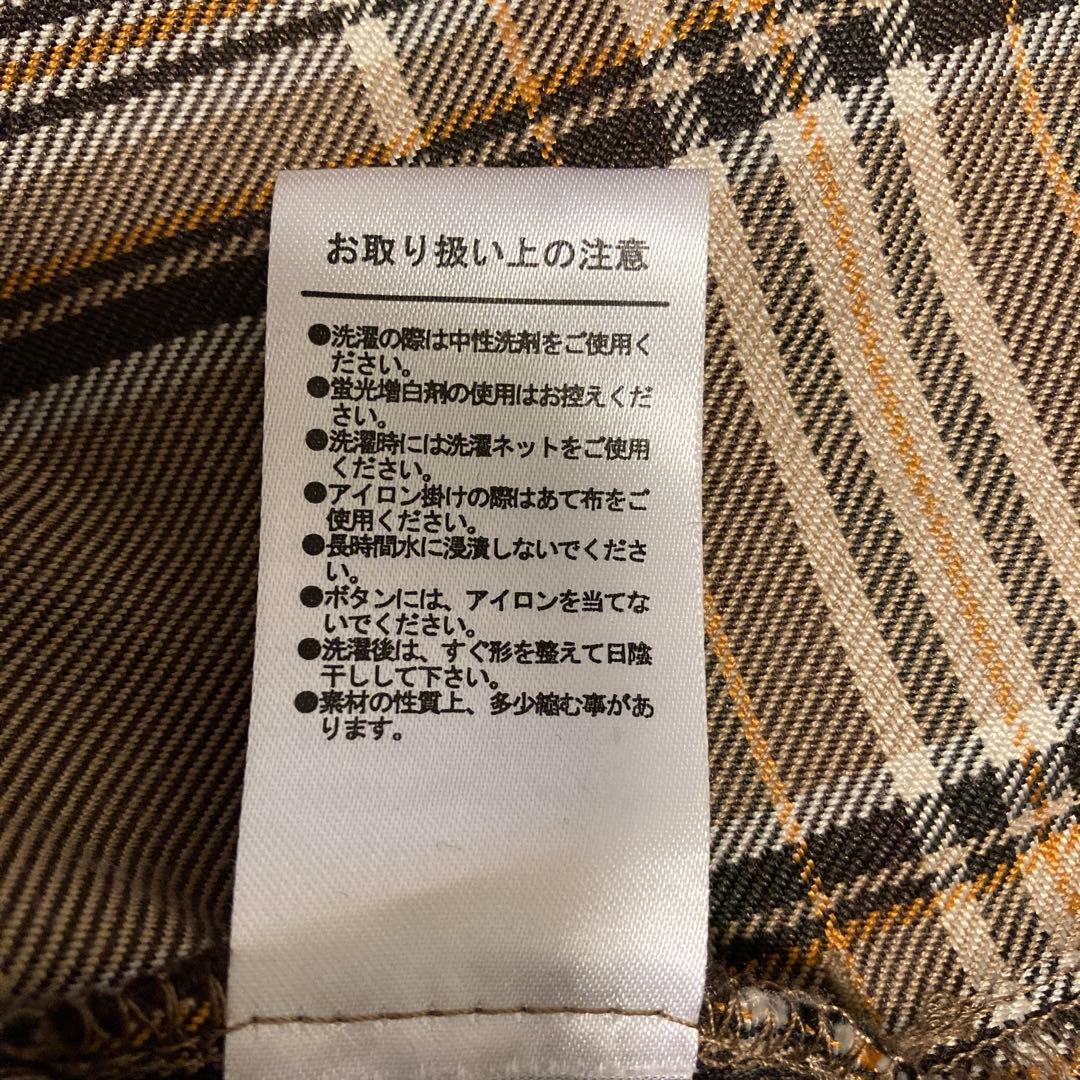 お取り扱い上の注意
●洗濯の際は中性洗剤をご使用く
ださい。
●蛍光増白剤の使用はお控えくだ
さい。
●洗濯時には洗濯ネットをご使用
ください。
●アイロン掛けの際はあて布をご
使用ください。
●長時間水に浸漬しないでくださ
い。
●ボタンには、アイロンを当てな
いでください。
●洗濯後は、すぐ形を整えて日陰
干しして下さい。
●素材の性質上、多少縮む事があ
ります。